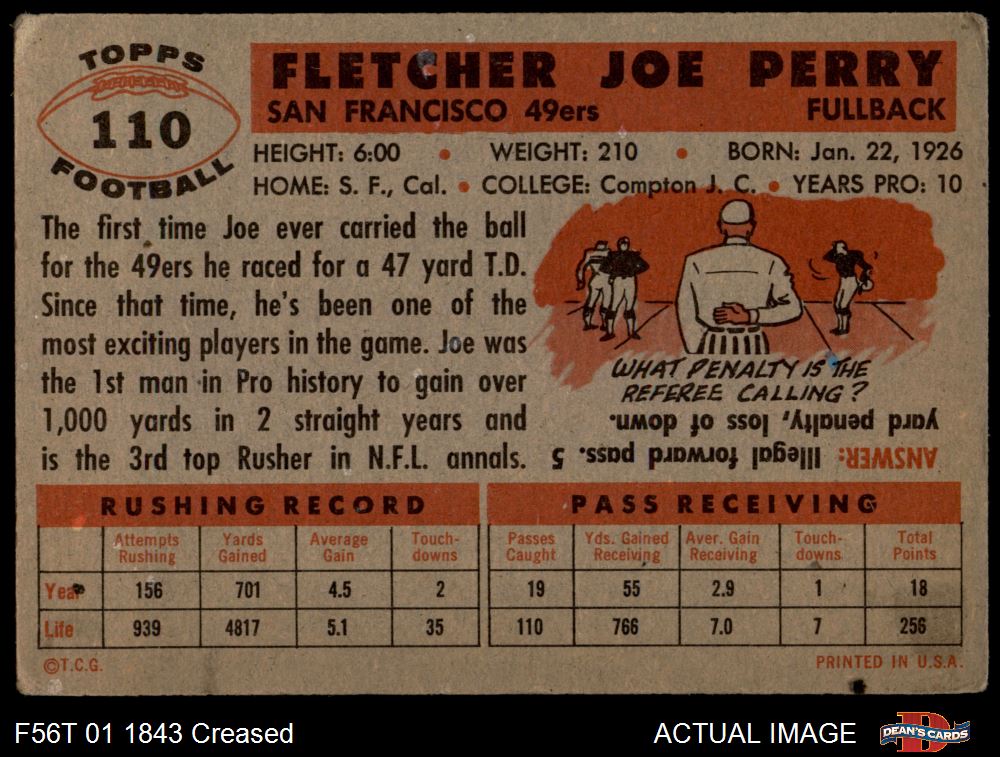 TOPPS
110
FOOTBALL
FLETCHER JOE PERRY
SAN FRANCISCO 49ers FULLBACK
HEIGHT: 6:00 • WEIGHT: 210 • BORN: Jan. 22, 1926
HOME: S. F., Cal. • COLLEGE: Compton J. C. • YEARS PRO: 10
The first time Joe ever carried the ball
for the 49ers he raced for a 47 yard T.D.
Since that time, he's been one of the
most exciting players in the game. Joe was
the 1st man in Pro history to gain over
1,000 yards in 2 straight years and
is the 3rd top Rusher in N.F.L. annals.
WHAT PENALTY IS THE
REFEREE CALLING?
ANSWER: Illegal forward pass. 5
yard penalty, loss of down.
RUSHING RECORD
Attempts Rushing Yards Gained Average Gain Touch-downs
Year 156 701 4.5 2
Life 939 4817 5.1 35
PASS RECEIVING
Passes Caught Yds. Gained Receiving Aver. Gain Receiving Touch-downs Total Points
19 55 2.9 1 18
110 766 7.0 7 256
©T.C.G. PRINTED IN U.S.A.
F56T 01 1843 Creased ACTUAL IMAGE
D
DEAN'S CARDS